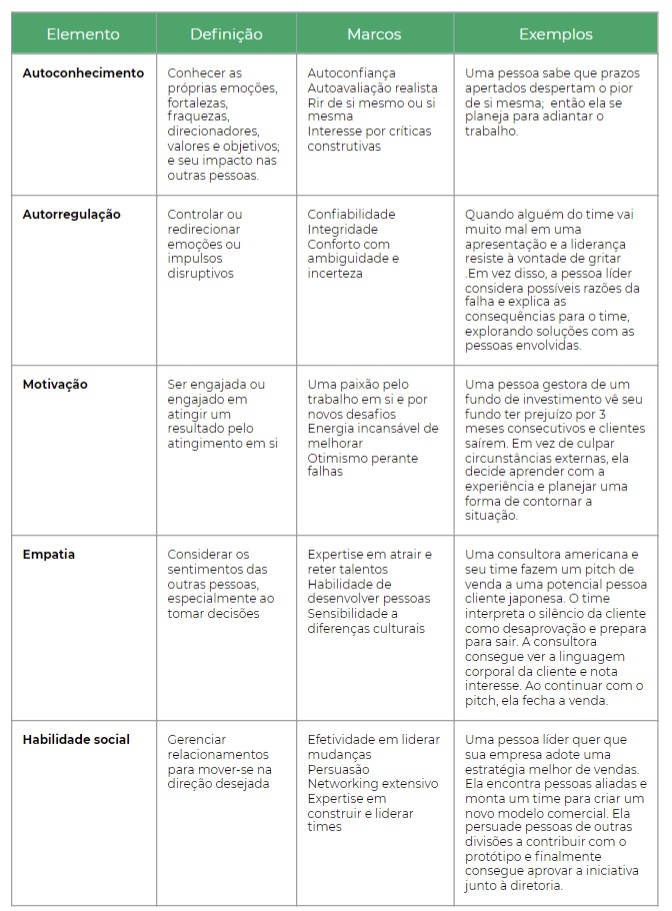 Elemento
Definição
Marcos
Exemplos
Autoconhecimento
Conhecer as
próprias emoções,
fortalezas,
fraquezas,
direcionadores,
valores e objetivos;
e seu impacto nas
outras pessoas.
Autoconfiança
Autoavaliação realista
Rir de si mesmo ou si
mesma
Interesse por críticas
construtivas
Uma pessoa sabe que prazos
apertados despertam o pior
de si mesma;  então ela se
planeja para adiantar o
trabalho.
Autorregulação
Controlar ou
redirecionar
emoções ou
impulsos
disruptivos
Confiabilidade
Integridade
Conforto com
ambiguidade e
incerteza
Quando alguém do time vai
muito mal em uma
apresentação e a liderança
resiste à vontade de gritar
.Em vez disso, a pessoa líder
considera possíveis razões da
falha e explica as
consequências para o time,
explorando soluções com as
pessoas envolvidas.
Motivação
Ser engajada ou
engajado em
atingir um
resultado pelo
atingimento em si
Uma paixão pelo
trabalho em si e por
novos desafios
Energia incansável de
melhorar
Otimismo perante
falhas
Uma pessoa gestora de um
fundo de investimento vê seu
fundo ter prejuízo por 3
meses consecutivos e clientes
saírem. Em vez de culpar
circunstâncias externas, ela
decide aprender com a
experiência e planejar uma
forma de contornar a
situação.
Empatia
Considerar os
sentimentos das
outras pessoas,
especialmente ao
tomar decisões
Expertise em atrair e
reter talentos
Habilidade de
desenvolver pessoas
Sensibilidade a
diferenças culturais
Uma consultora americana e
seu time fazem um pitch de
venda a uma potencial pessoa
cliente japonesa. O time
interpreta o silêncio da cliente
como desaprovação e prepara
para sair. A consultora
consegue ver a linguagem
corporal da cliente e nota
interesse. Ao continuar com o
pitch, ela fecha a venda.
Habilidade social
Gerenciar
relacionamentos
para mover-se na
direção desejada
Efetividade em liderar
mudanças
Persuasão
Networking extensivo
Expertise em
construir e liderar
times
Uma pessoa líder quer que
sua empresa adote uma
estratégia melhor de vendas.
Ela encontra pessoas aliadas e
monta um time para criar um
novo modelo comercial. Ela
persuade pessoas de outras
divisões a contribuir com o
protótipo e finalmente
consegue aprovar a iniciativa
junto à diretoria.